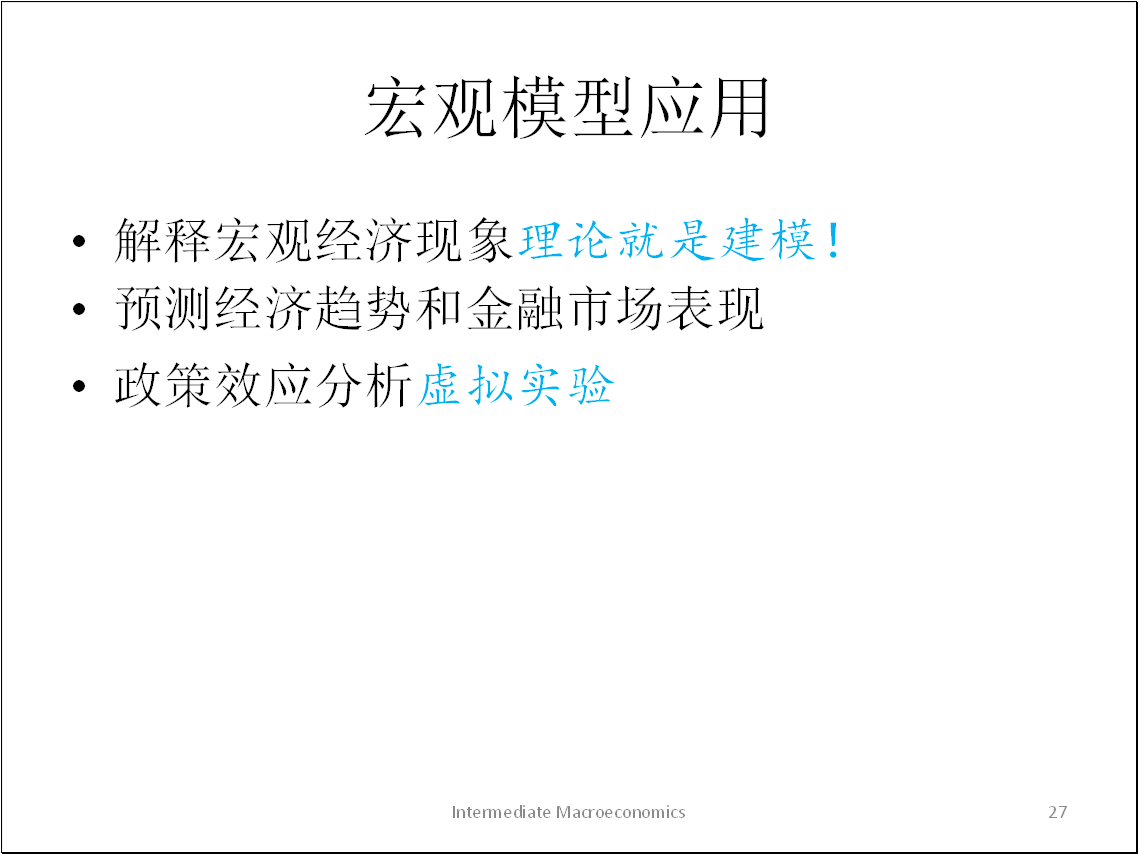 宏观模型应用
• 解释宏观经济现象理论就是建模！
• 预测经济趋势和金融市场表现
• 政策效应分析虚拟实验
Intermediate Macroeconomics 27